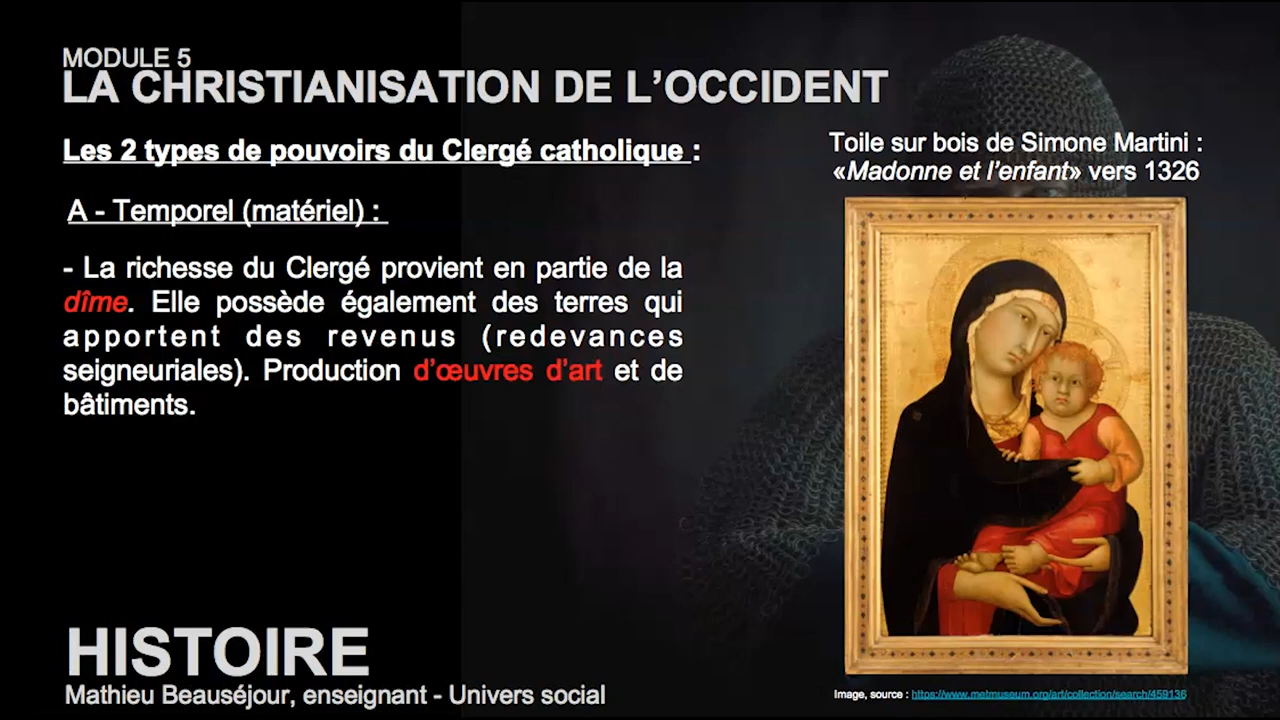 MODULE 5
LA CHRISTIANISATION DE L’OCCIDENT
Les 2 types de pouvoirs du Clergé catholique :
A - Temporel (matériel) :
- La richesse du Clergé provient en partie de la
dîme. Elle possède également des terres qui
apportent des revenus (redevances
seigneuriales). Production d’œuvres d’art et de
bâtiments.
Toile sur bois de Simone Martini :
«Madonne et l’enfant» vers 1326
Image, source : https://www.metmuseum.org/art/collection/search/459136
HISTOIRE
Mathieu Beauséjour, enseignant - Univers social